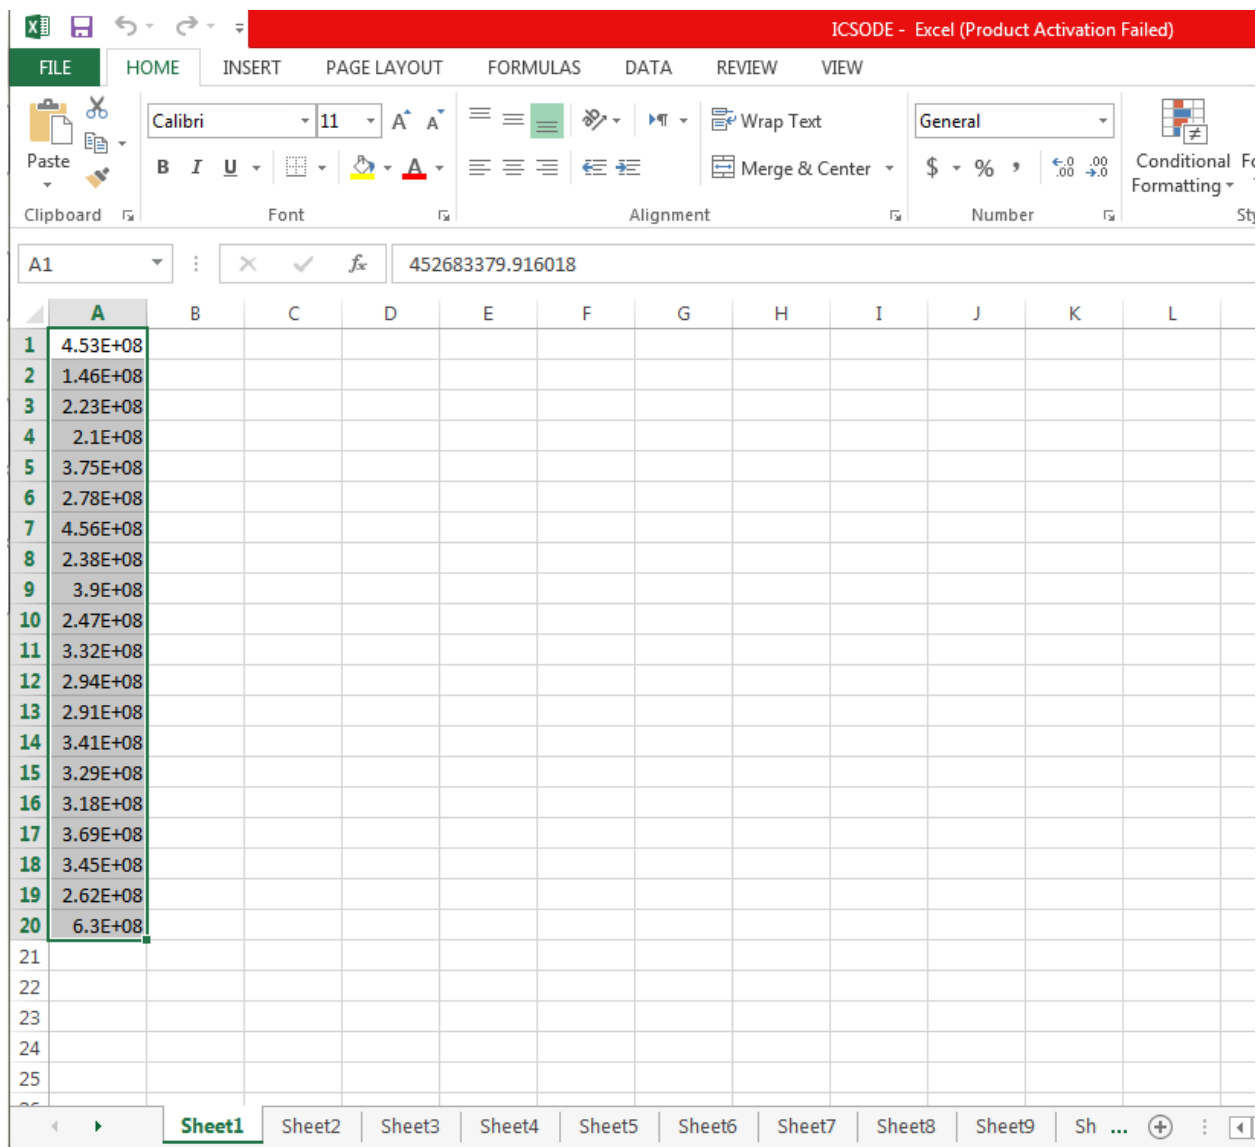 ICSODE - Excel (Product Activation Failed)
FILE HOME INSERT PAGE LAYOUT FORMULAS DATA REVIEW VIEW
Calibri 11 Wrap Text General
Paste B I U Merge & Center $ % , Conditional
Formatting
Clipboard Font Alignment Number
A1 fx 452683379.916018
A B C D E F G H I J K L
1 4.53E+08
2 1.46E+08
3 2.23E+08
4 2.1E+08
5 3.75E+08
6 2.78E+08
7 4.56E+08
8 2.38E+08
9 3.9E+08
10 2.47E+08
11 3.32E+08
12 2.94E+08
13 2.91E+08
14 3.41E+08
15 3.29E+08
16 3.18E+08
17 3.69E+08
18 3.45E+08
19 2.62E+08
20 6.3E+08
21
22
23
24
25
Sheet1 Sheet2 Sheet3 Sheet4 Sheet5 Sheet6 Sheet7 Sheet8 Sheet9 Sh ...